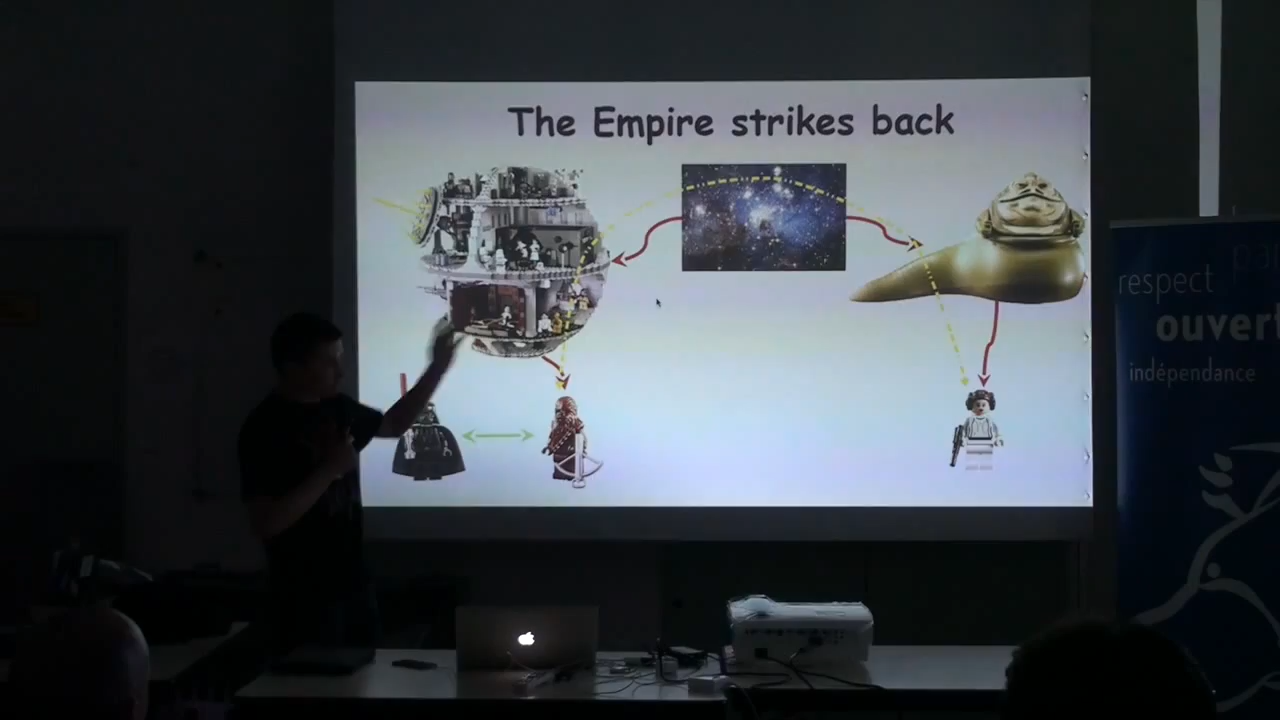 The Empire strikes back
respect
ouvert
indépendance